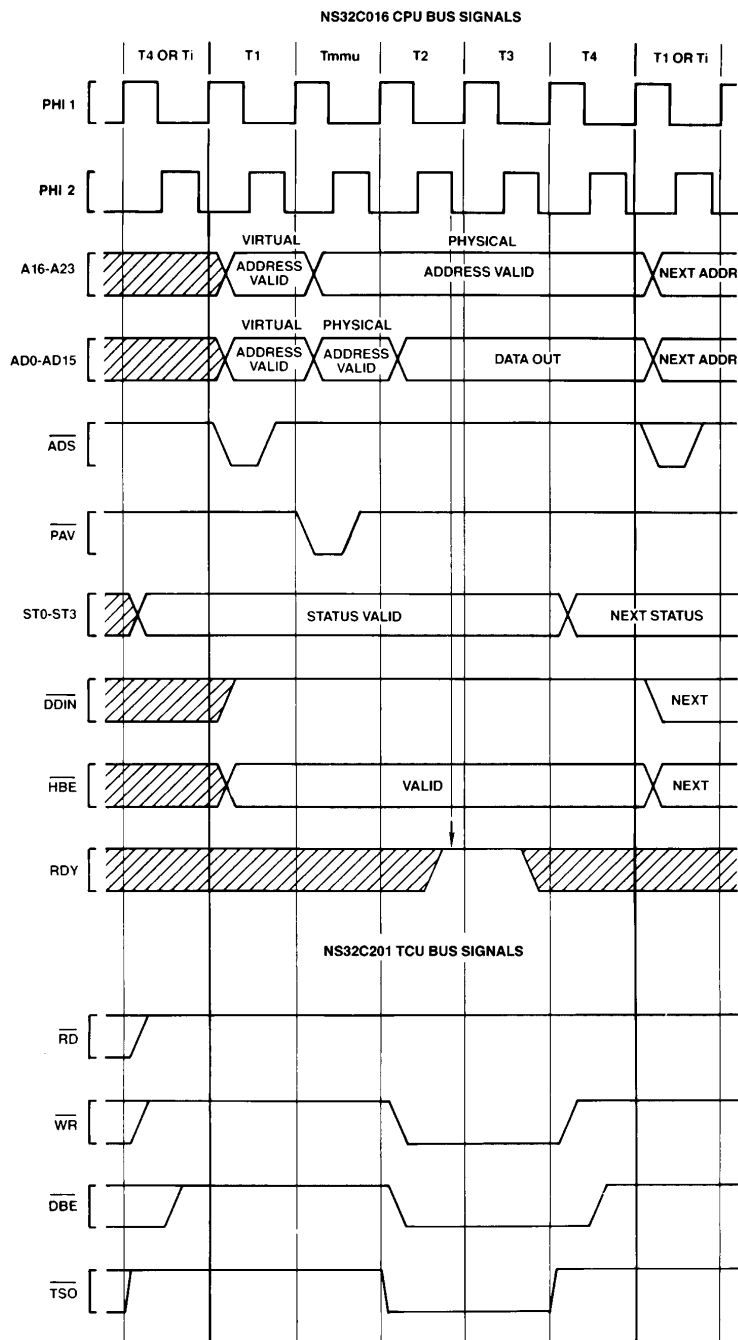 NS32C016 CPU BUS SIGNALS
T4 OR Ti T1 Tmmu T2 T3 T4 T1 OR Ti
PHI 1
PHI 2
VIRTUAL PHYSICAL
A16-A23 ADDRESS VALID ADDRESS VALID NEXT ADDR
VIRTUAL PHYSICAL
AD0-AD15 ADDRESS VALID ADDRESS VALID DATA OUT NEXT ADDR
ADS
PAV
ST0-ST3 STATUS VALID NEXT STATUS
DDIN NEXT
HBE VALID NEXT
RDY
NS32C201 TCU BUS SIGNALS
RD
WR
DBE
TSO